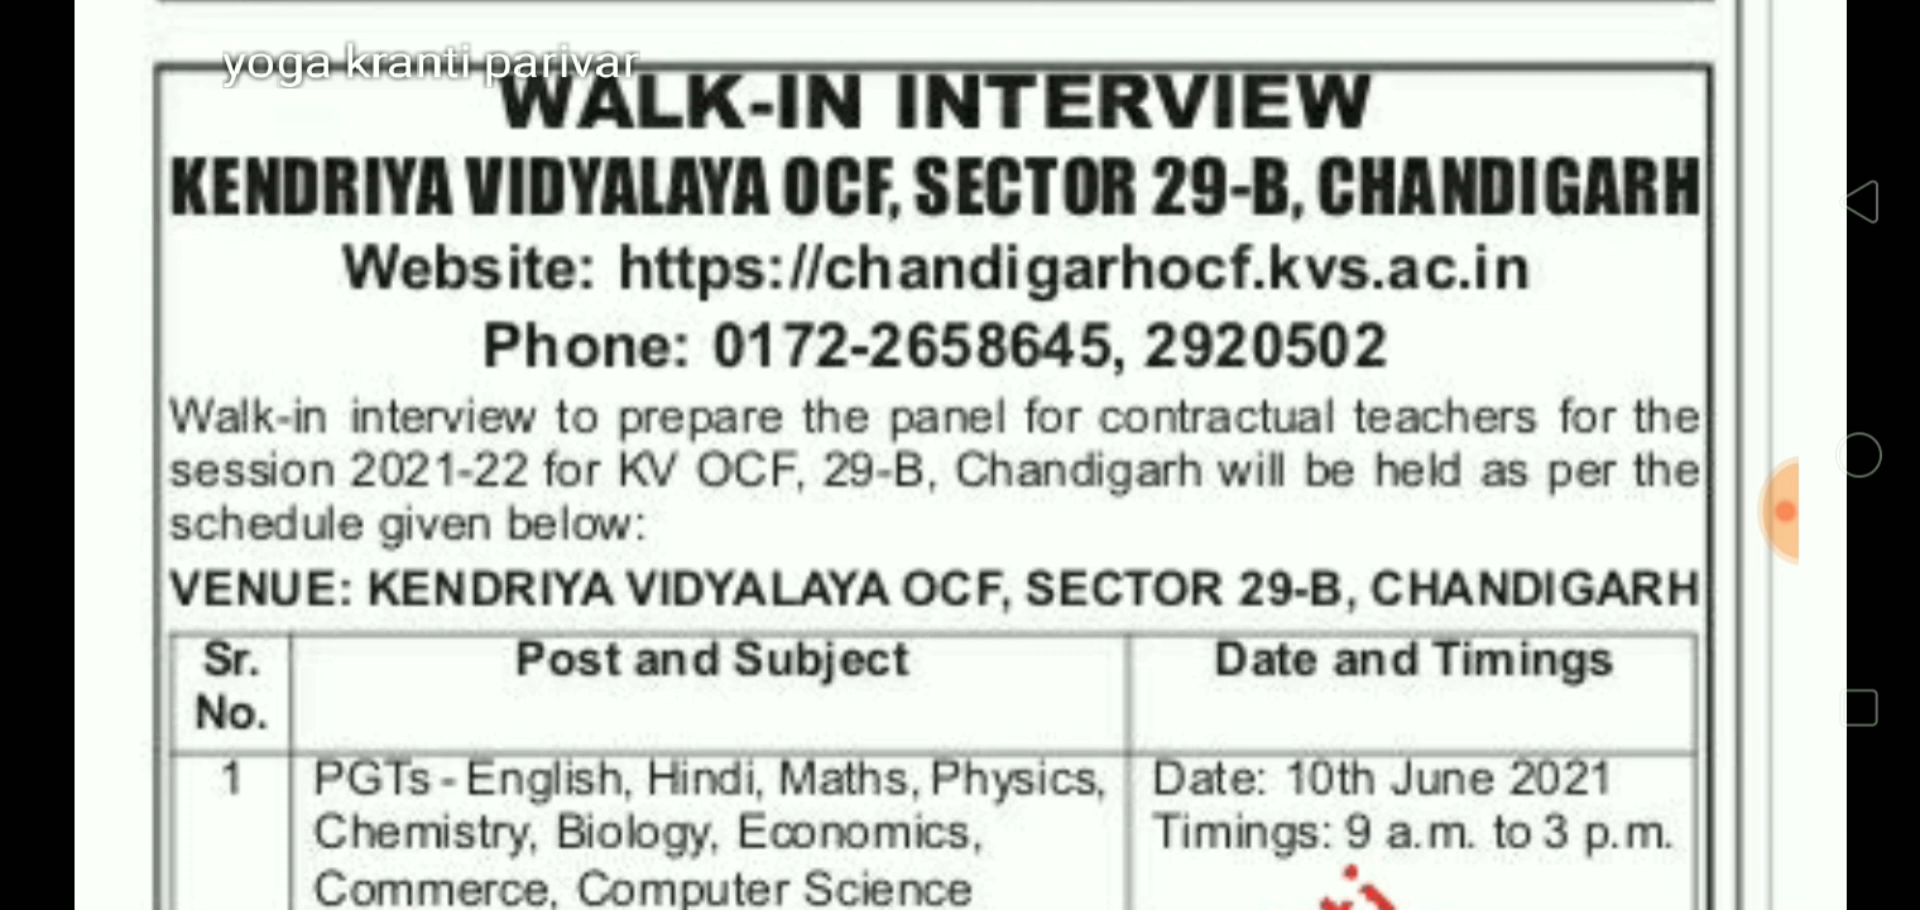 yoga kranti parivar
WALK-IN INTERVIEW
KENDRIYA VIDYALAYA OCF, SECTOR 29-B, CHANDIGARH
Website: https://chandigarhocf.kvs.ac.in
Phone: 0172-2658645, 2920502
Walk-in interview to prepare the panel for contractual teachers for the
session 2021-22 for KV OCF, 29-B, Chandigarh will be held as per the
schedule given below:
VENUE: KENDRIYA VIDYALAYA OCF, SECTOR 29-B, CHANDIGARH
Sr. No.
Post and Subject
Date and Timings
1
PGTs - English, Hindi, Maths, Physics,
Chemistry, Biology, Economics,
Commerce, Computer Science
Date: 10th June 2021
Timings: 9 a.m. to 3 p.m.